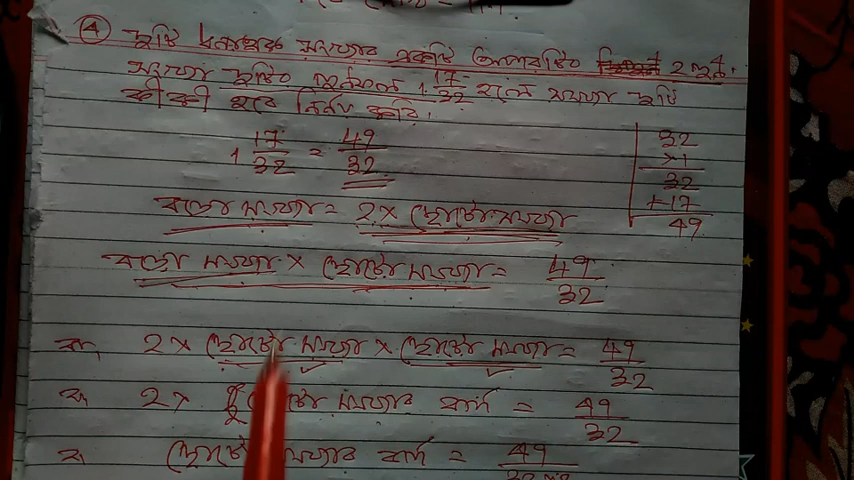 ④ দুটি ধনাত্মক সংখ্যার একটি অপরটির 2 গুণ.
সংখ্যা দুটির গুণফল 1 17/32 হলে সংখ্যা দুটি
কী কী হবে নির্ণয় করি।
1 17/32 = 49/32
32
×1
32
+17
49
বড়ো সংখ্যা = 2 × ছোটো সংখ্যা
বড়ো সংখ্যা × ছোটো সংখ্যা = 49/32
বা, 2 × ছোটো সংখ্যা × ছোটো সংখ্যা = 49/32
বা, 2 × ছোটো সংখ্যার বর্গ = 49/32
বা, ছোটো সংখ্যার বর্গ = 49